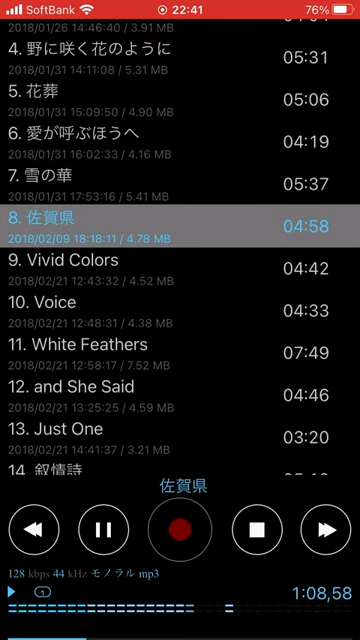 SoftBank 22:41 76%
2018/01/26 14:46:40 / 3.91 MB
4. 野に咲く花のように 05:31
2018/01/31 14:11:08 / 5.31 MB
5. 花葬 05:06
2018/01/31 15:09:50 / 4.90 MB
6. 愛が呼ぶほうへ 04:19
2018/01/31 16:02:33 / 4.16 MB
7. 雪の華 05:37
2018/01/31 17:53:16 / 5.41 MB
8. 佐賀県 04:58
2018/02/09 18:18:11 / 4.78 MB
9. Vivid Colors 04:42
2018/02/21 12:43:32 / 4.52 MB
10. Voice 04:33
2018/02/21 12:48:31 / 4.38 MB
11. White Feathers 07:49
2018/02/21 12:58:17 / 7.52 MB
12. and She Said 04:46
2018/02/21 13:25:25 / 4.59 MB
13. Just One 03:20
2018/02/21 14:41:37 / 3.21 MB
14. 叙情詩
佐賀県
128 kbps 44 kHz モノラル mp3
1 1:08,58